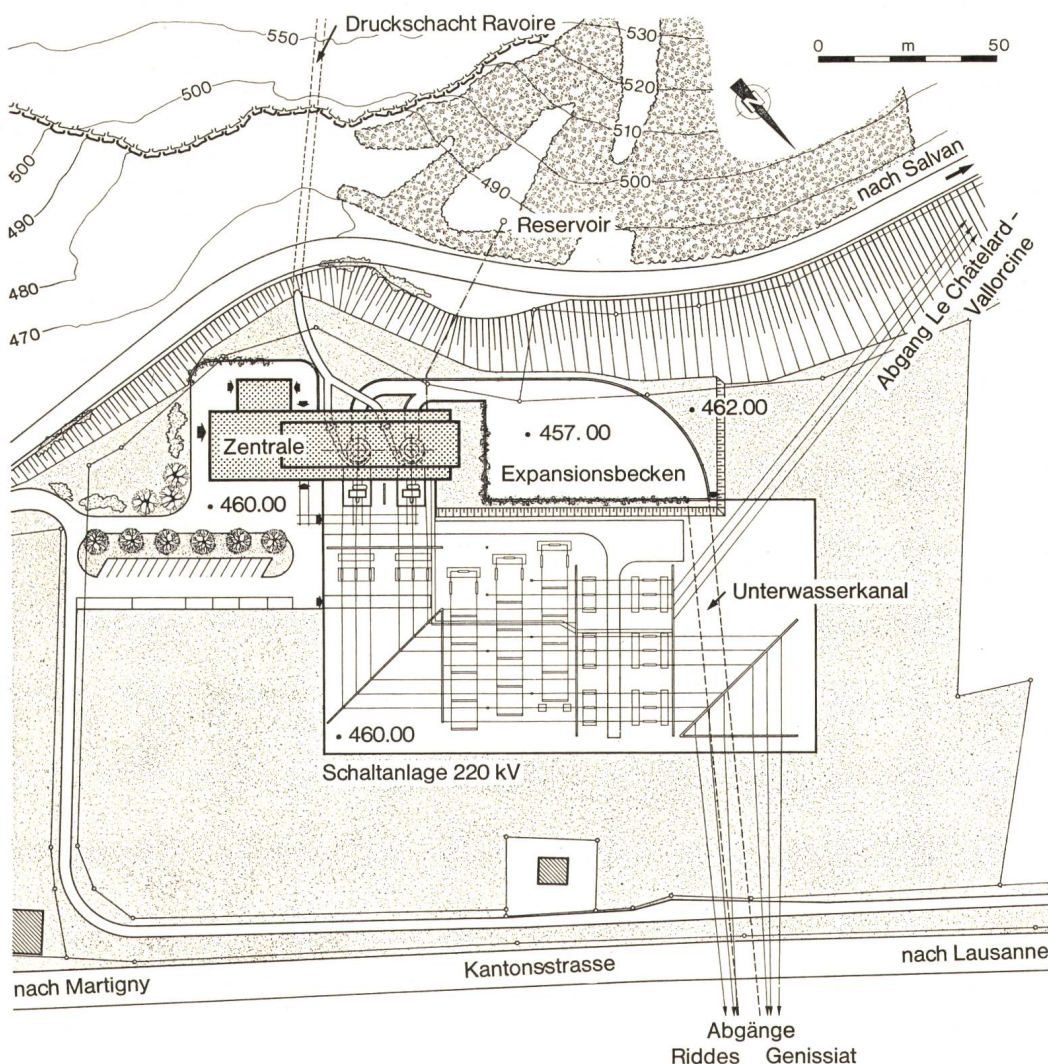 Druckschacht Ravoire
0 m 50
550
530
520
510
500
500
490
500
500
490
480
470
nach Salvan
Reservoir
Abgang Le Châtelard-
Vallorcine
N
462.00
457.00
Zentrale
Expansionsbecken
460.00
Unterwasserkanal
460.00
Schaltanlage 220 kV
nach Martigny
Kantonsstrasse
nach Lausanne
Abgänge
Riddes Genissiat